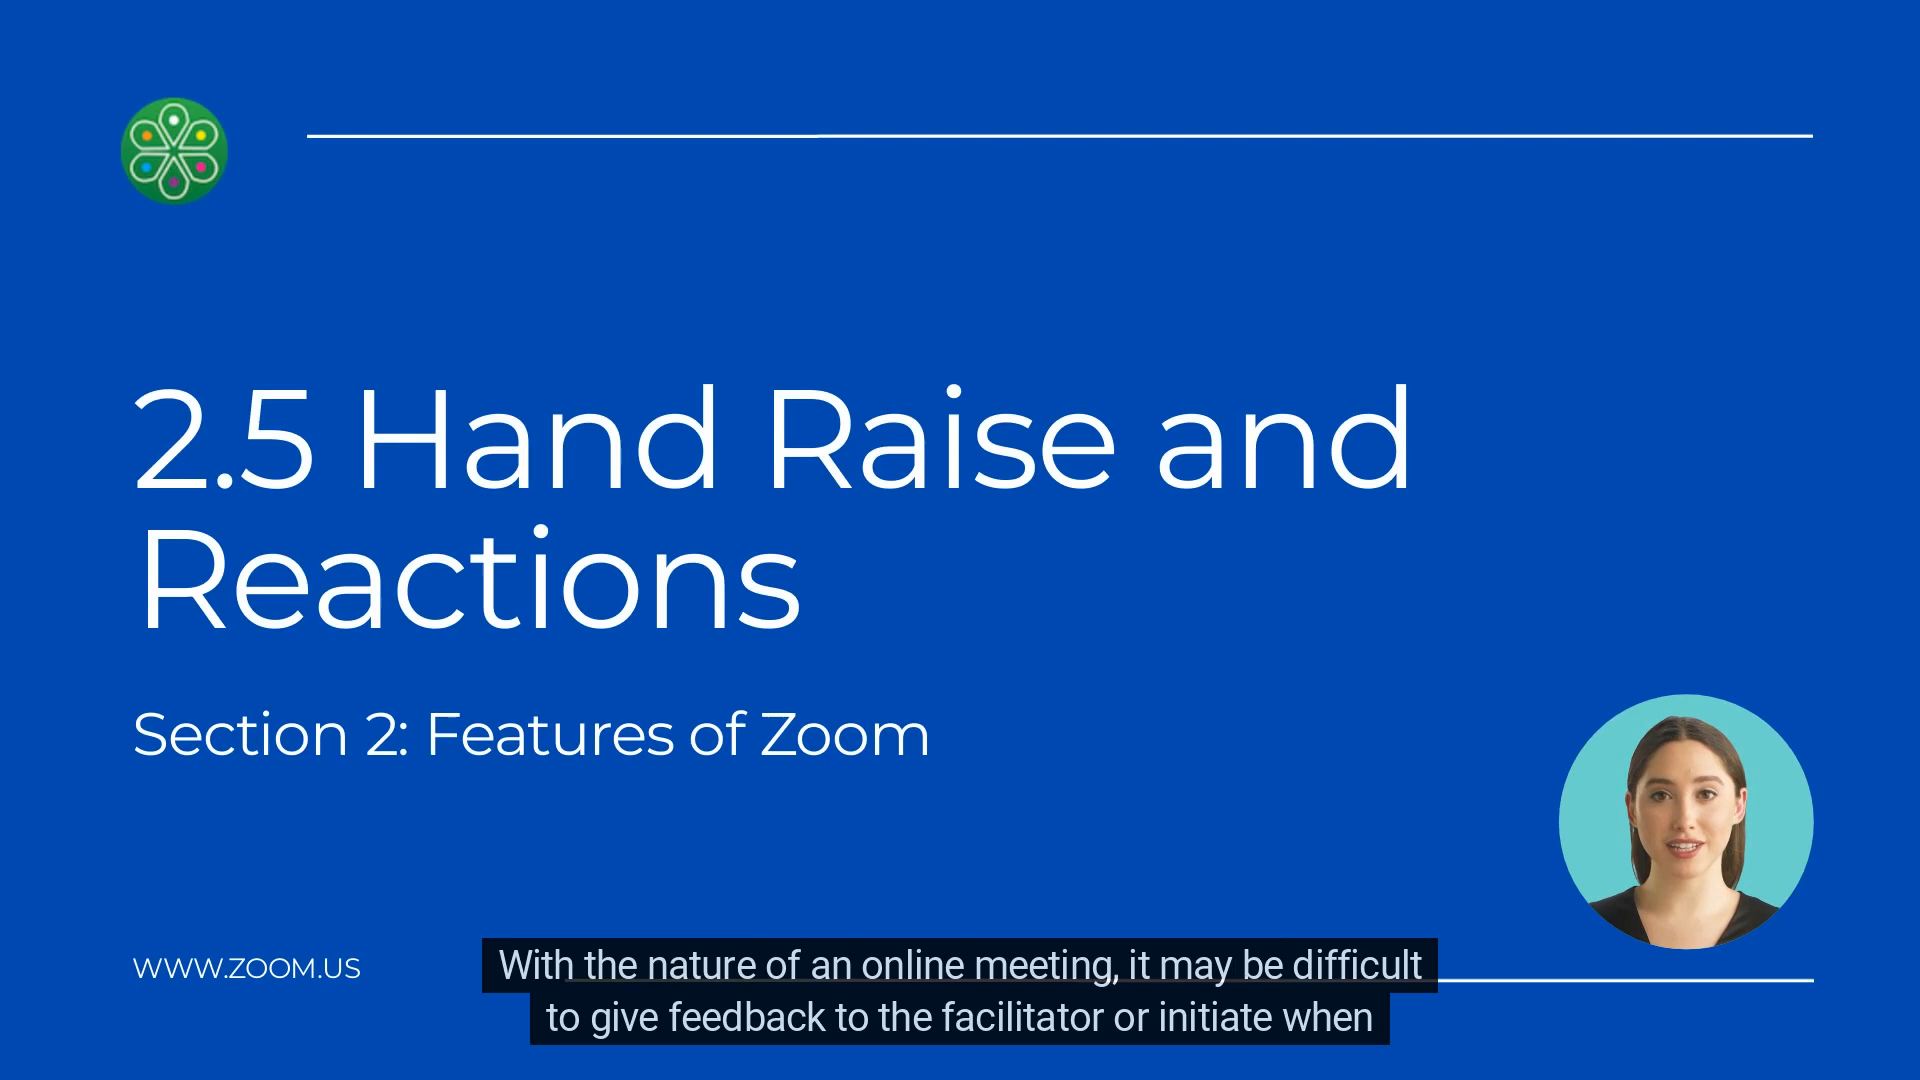 2.5 Hand Raise and
Reactions
Section 2: Features of Zoom
WWW.ZOOM.US
With the nature of an online meeting, it may be difficult
to give feedback to the facilitator or initiate when